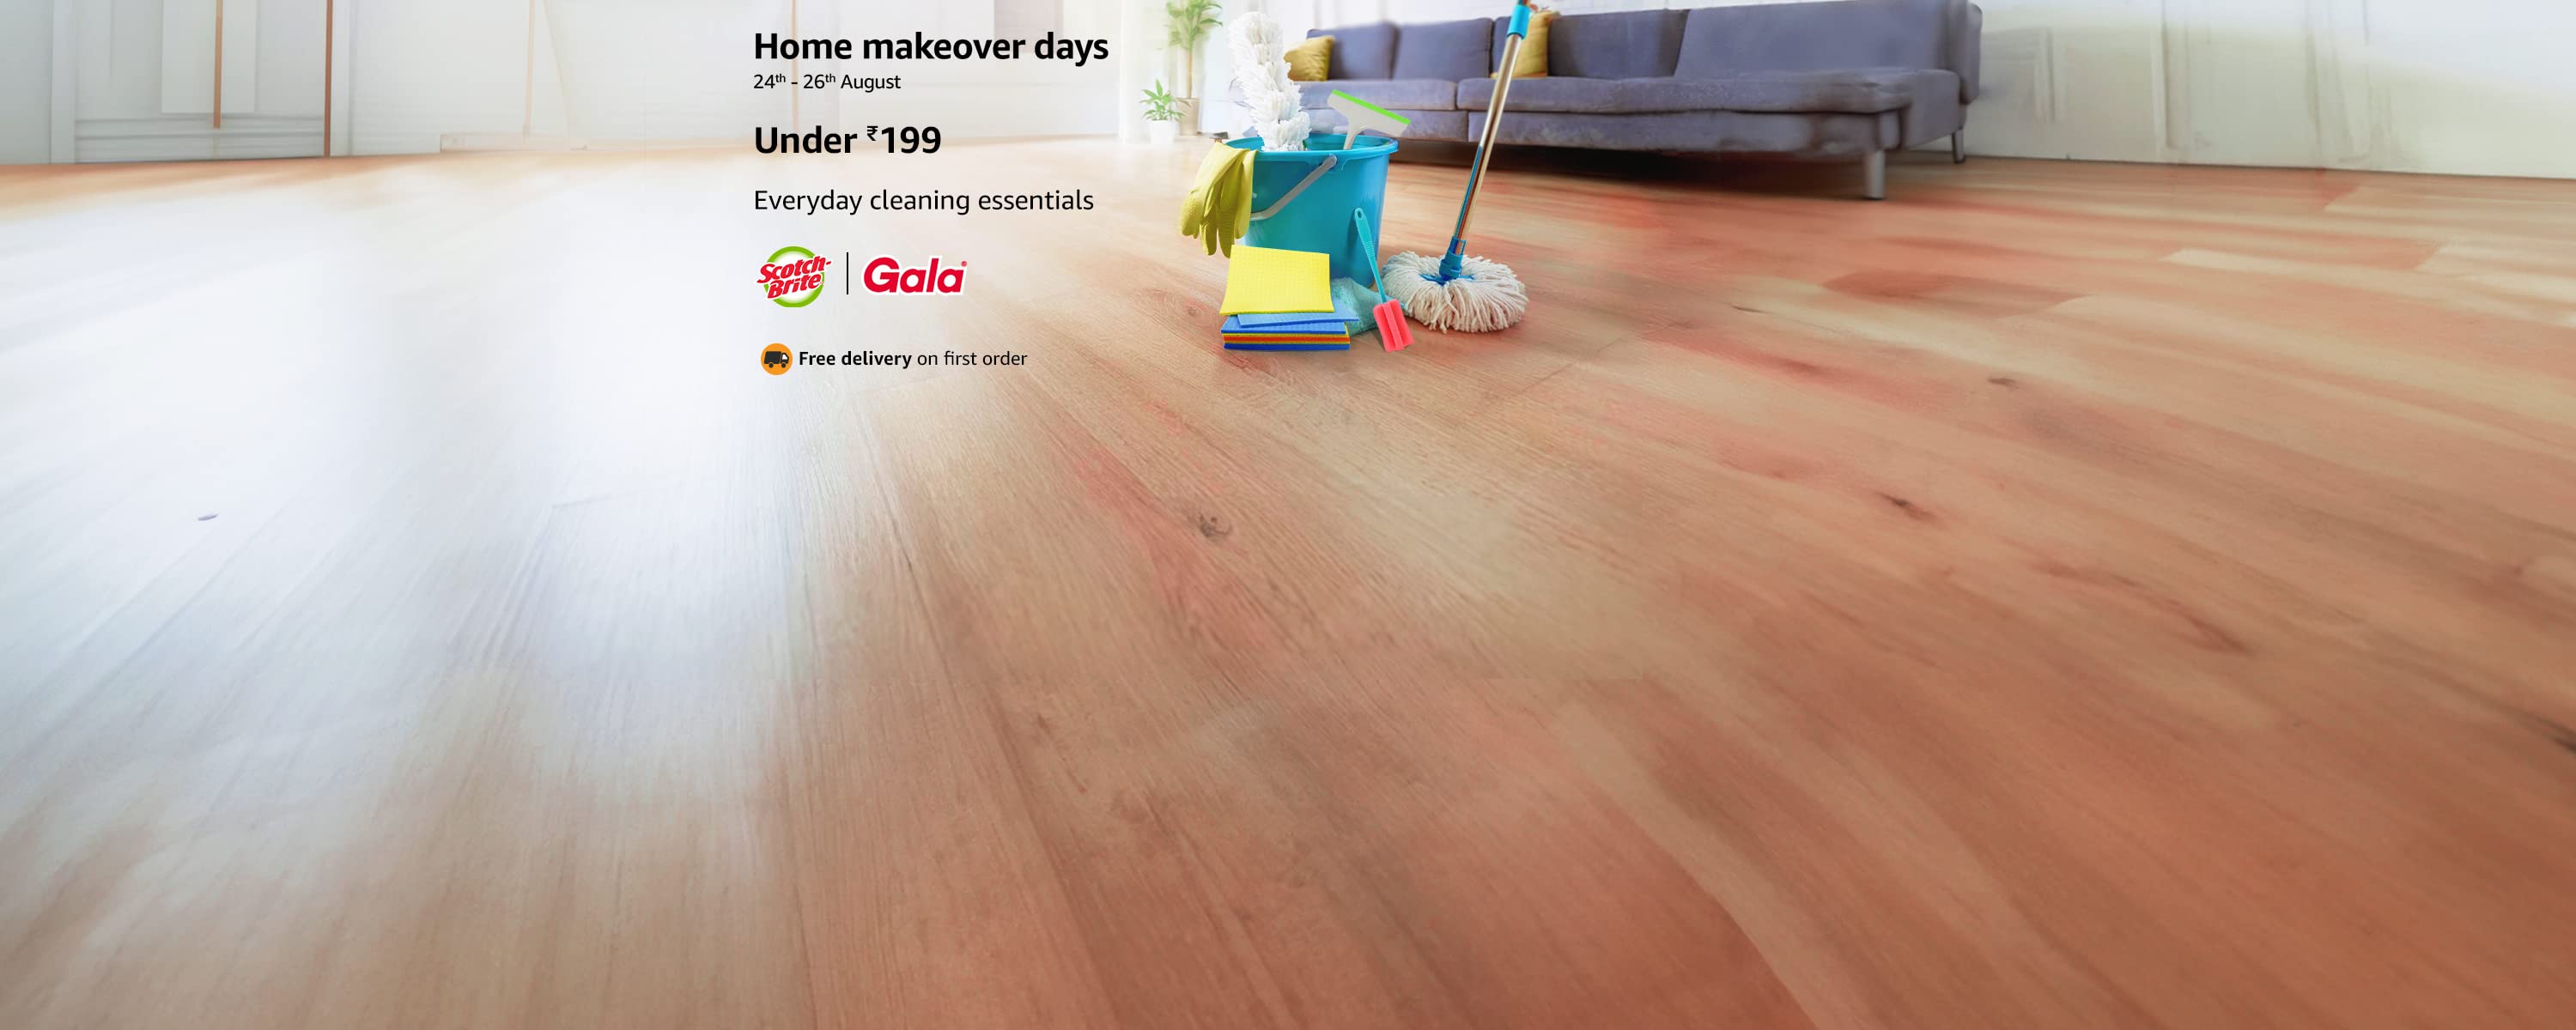 Home makeover days
24th - 26th August
Under ₹199
Everyday cleaning essentials
Scotch-
Brite
Gala
Free delivery on first order